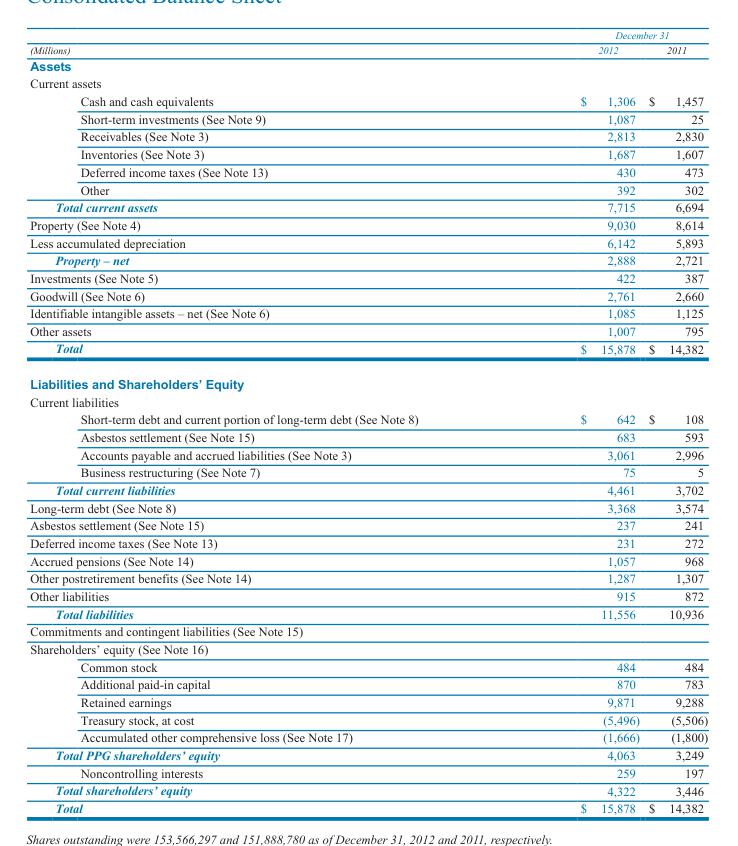 Consolidated Balance Sheet
December 31
(Millions) 2012 2011
Assets
Current assets
Cash and cash equivalents $ 1,306 $ 1,457
Short-term investments (See Note 9) 1,087 25
Receivables (See Note 3) 2,813 2,830
Inventories (See Note 3) 1,687 1,607
Deferred income taxes (See Note 13) 430 473
Other 392 302
Total current assets 7,715 6,694
Property (See Note 4) 9,030 8,614
Less accumulated depreciation 6,142 5,893
Property – net 2,888 2,721
Investments (See Note 5) 422 387
Goodwill (See Note 6) 2,761 2,660
Identifiable intangible assets – net (See Note 6) 1,085 1,125
Other assets 1,007 795
Total $ 15,878 $ 14,382
Liabilities and Shareholders' Equity
Current liabilities
Short-term debt and current portion of long-term debt (See Note 8) $ 642 $ 108
Asbestos settlement (See Note 15) 683 593
Accounts payable and accrued liabilities (See Note 3) 3,061 2,996
Business restructuring (See Note 7) 75 5
Total current liabilities 4,461 3,702
Long-term debt (See Note 8) 3,368 3,574
Asbestos settlement (See Note 15) 237 241
Deferred income taxes (See Note 13) 231 272
Accrued pensions (See Note 14) 1,057 968
Other postretirement benefits (See Note 14) 1,287 1,307
Other liabilities 915 872
Total liabilities 11,556 10,936
Commitments and contingent liabilities (See Note 15)
Shareholders' equity (See Note 16)
Common stock 484 484
Additional paid-in capital 870 783
Retained earnings 9,871 9,288
Treasury stock, at cost (5,496) (5,506)
Accumulated other comprehensive loss (See Note 17) (1,666) (1,800)
Total PPG shareholders' equity 4,063 3,249
Noncontrolling interests 259 197
Total shareholders' equity 4,322 3,446
Total $ 15,878 $ 14,382
Shares outstanding were 153,566,297 and 151,888,780 as of December 31, 2012 and 2011, respectively.